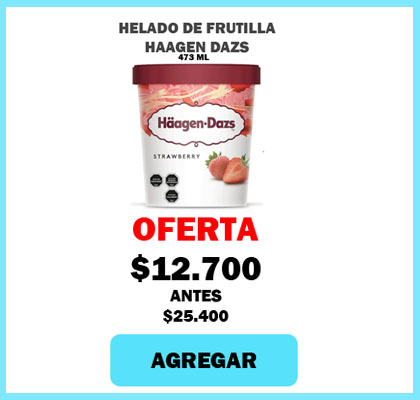 HELADO DE FRUTILLA
HAAGEN DAZS
473 ML
Häagen-Dazs
STRAWBERRY
OFERTA
$12.700
ANTES
$25.400
AGREGAR